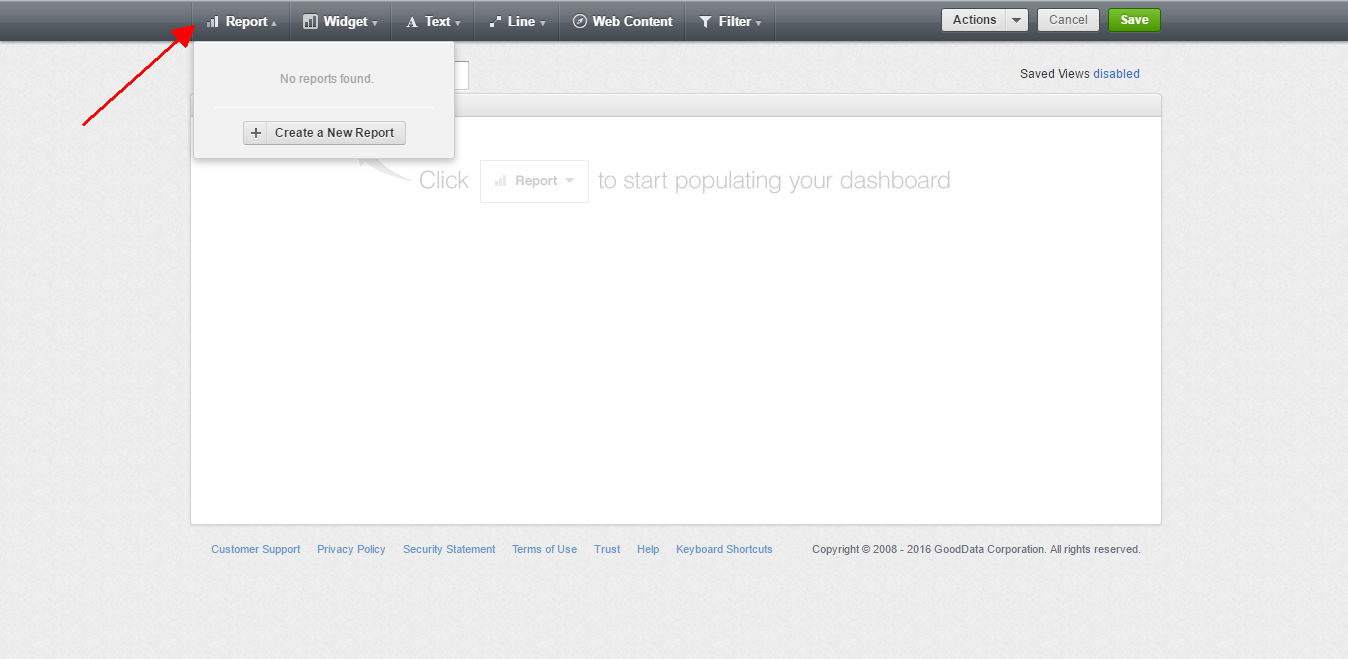 Report Widget Text Line Web Content Filter Actions Cancel Save
No reports found.
Saved Views disabled
Create a New Report
Click Report to start populating your dashboard
Customer Support Privacy Policy Security Statement Terms of Use Trust Help Keyboard Shortcuts Copyright © 2008 - 2016 GoodData Corporation. All rights reserved.